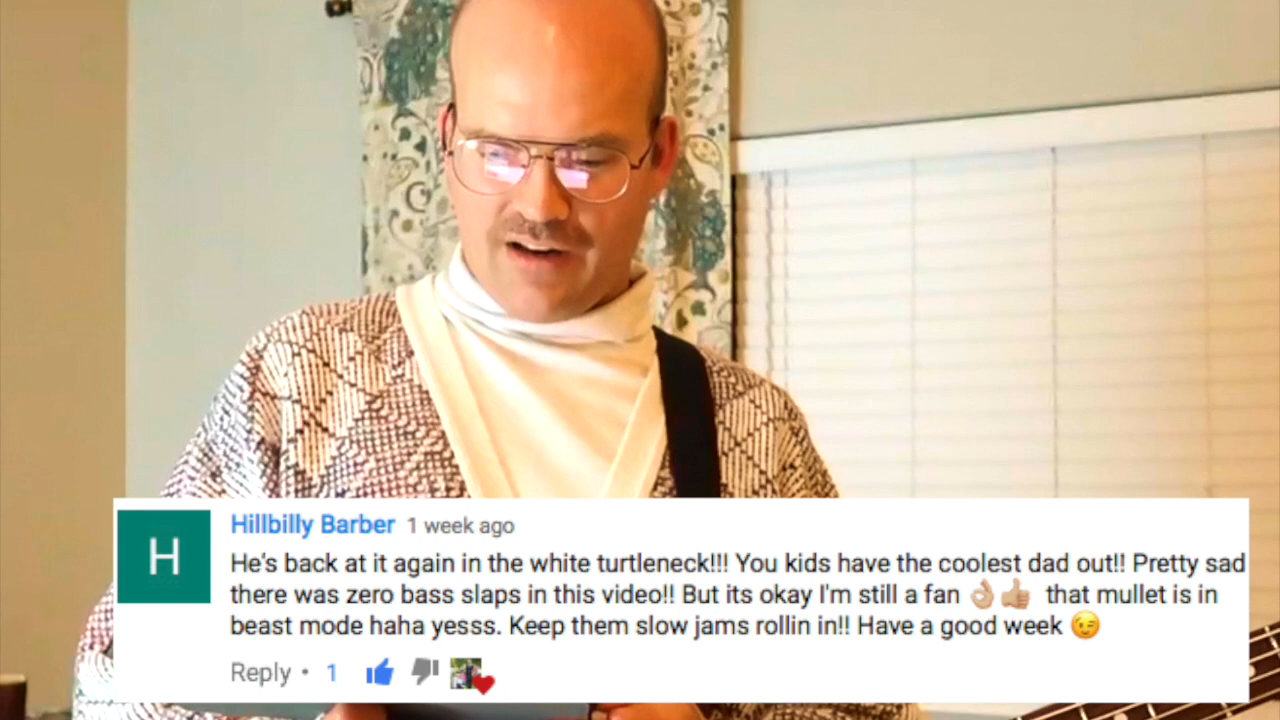 H
Hillbilly Barber 1 week ago
He's back at it again in the white turtleneck!!! You kids have the coolest dad out!! Pretty sad
there was zero bass slaps in this video!! But its okay I'm still a fan 👌🏼👍🏼 that mullet is in
beast mode haha yesss. Keep them slow jams rollin in!! Have a good week 😉
Reply • 1